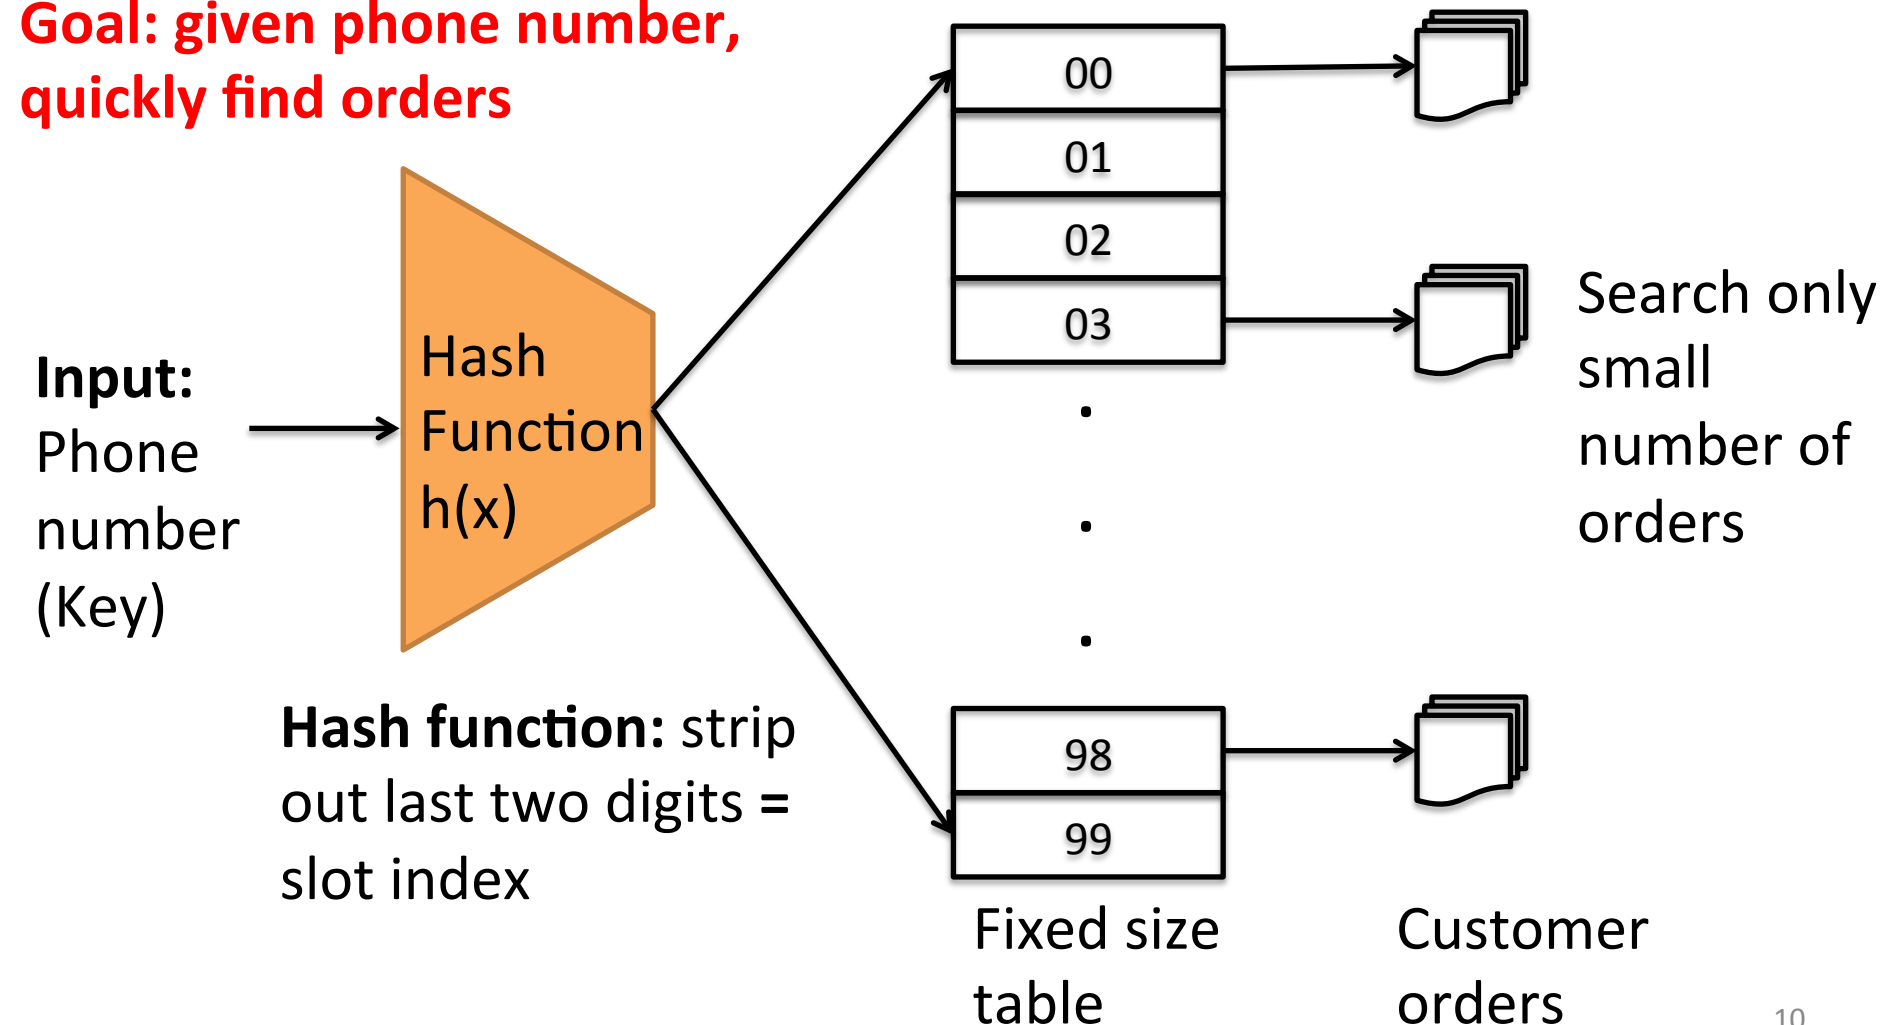 Goal: given phone number,
quickly find orders
Input:
Phone
number
(Key)
Hash
Function
h(x)
Hash function: strip
out last two digits =
slot index
00
01
02
03
.
.
.
98
99
Fixed size
table
Search only
small
number of
orders
Customer
orders
10